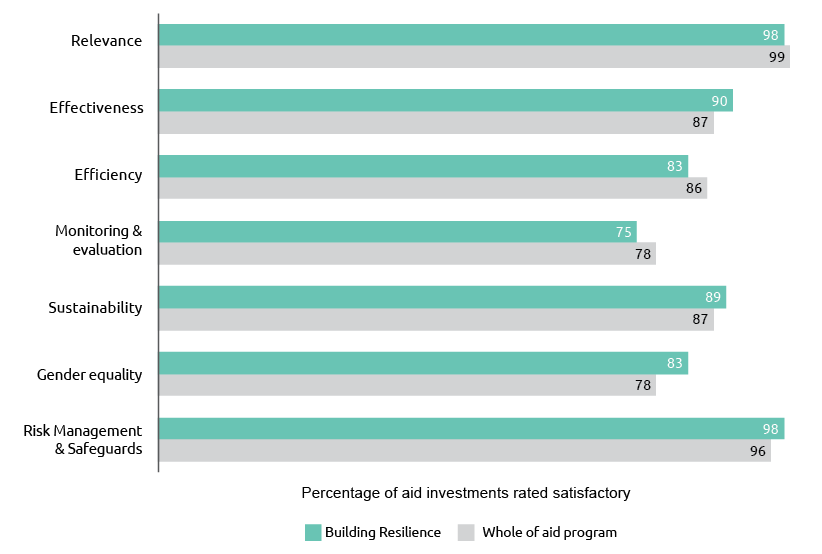 Relevance
98
99
Effectiveness
90
87
Efficiency
83
86
Monitoring &
evaluation
75
78
Sustainability
89
87
Gender equality
83
78
Risk Management
& Safeguards
98
96
Percentage of aid investments rated satisfactory
Building Resilience Whole of aid program